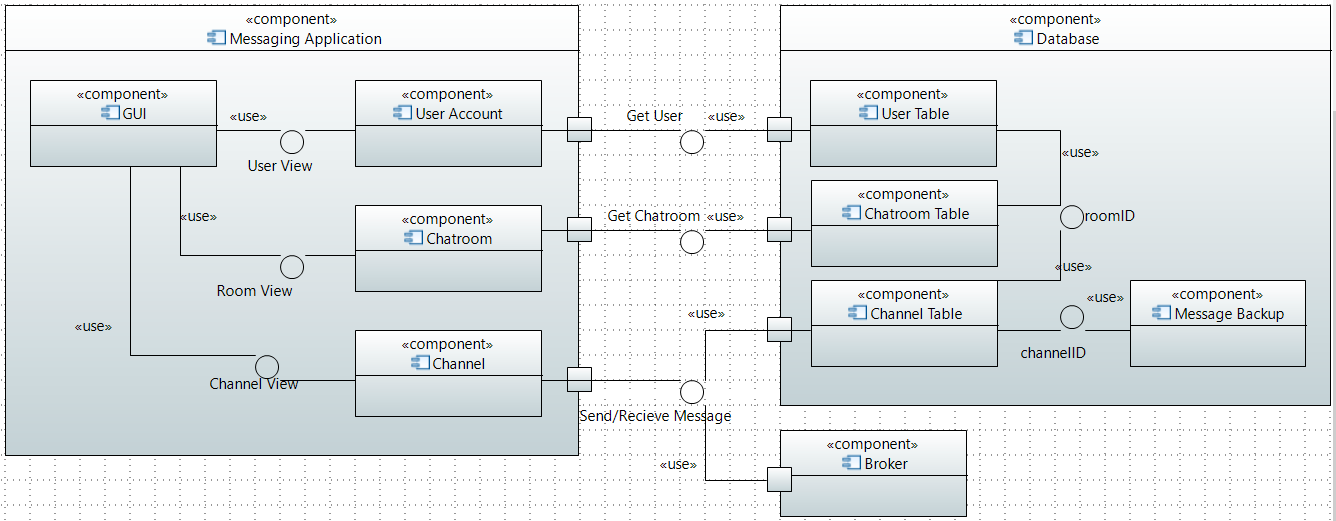 «component»
Messaging Application
«component»
GUI
«use»
User View
«component»
User Account
«use»
Room View
«component»
Chatroom
«use»
Channel View
«component»
Channel
Get User
«use»
Get Chatroom
«use»
«use»
Send/Recieve Message
«use»
«component»
Database
«component»
User Table
«use»
«component»
Chatroom Table
roomID
«use»
«component»
Channel Table
«use»
channelID
«component»
Message Backup
«component»
Broker